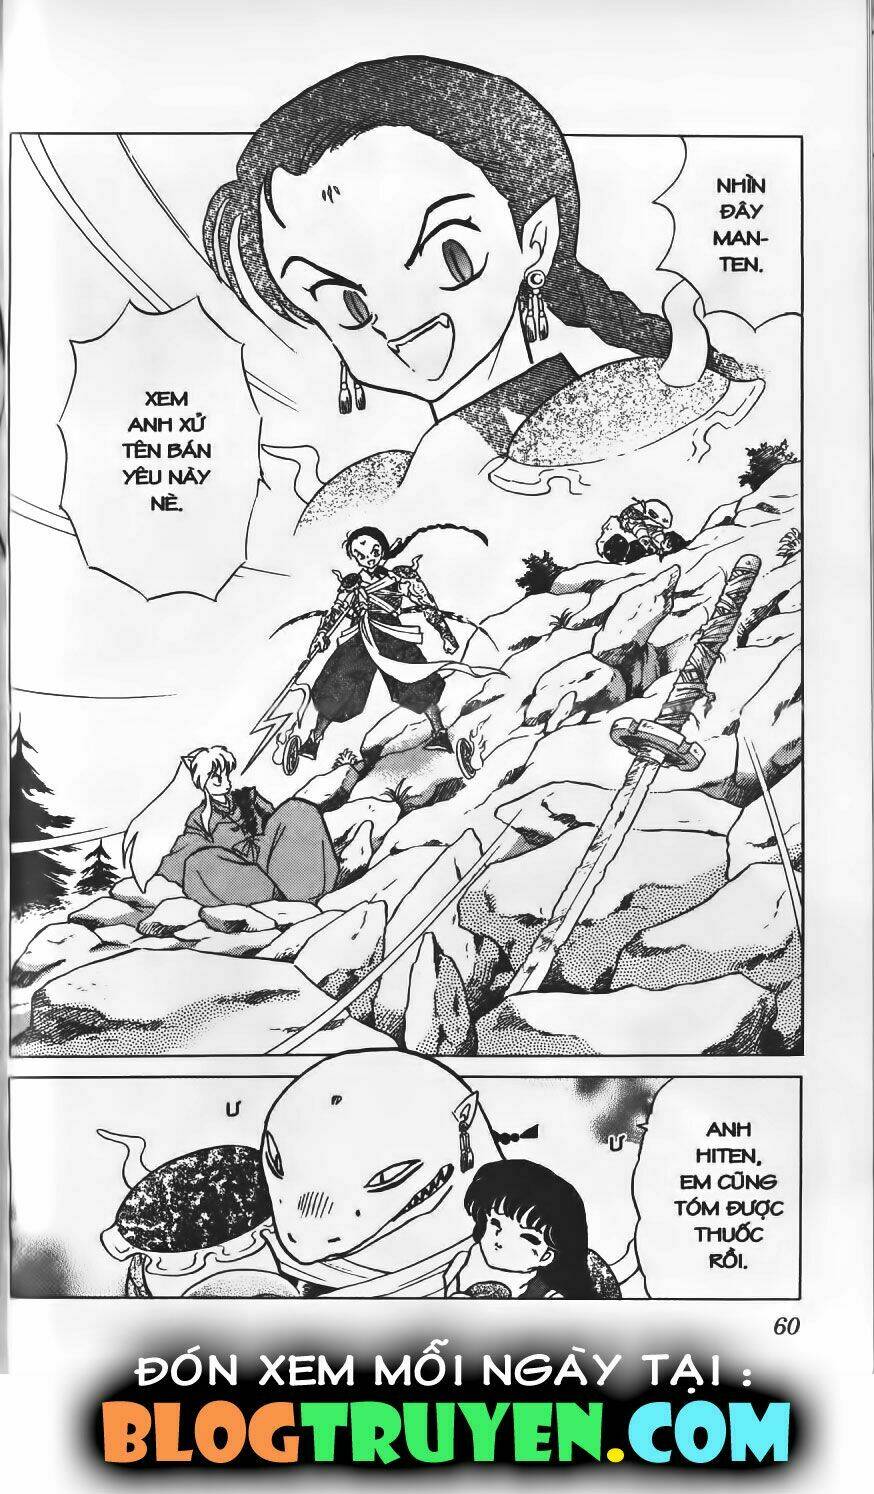 NHÌN
ĐÂY
MAN-
TEN.
XEM
ANH XỬ
TÊN BÁN
YÊU NÀY
NÈ.
Ư
Ư
ANH
HITEN,
EM CŨNG
TÓM ĐƯỢC
THUỐC
RỒI.
60
ĐÓN XEM MỖI NGÀY TẠI :
BLOGTRUYEN.COM